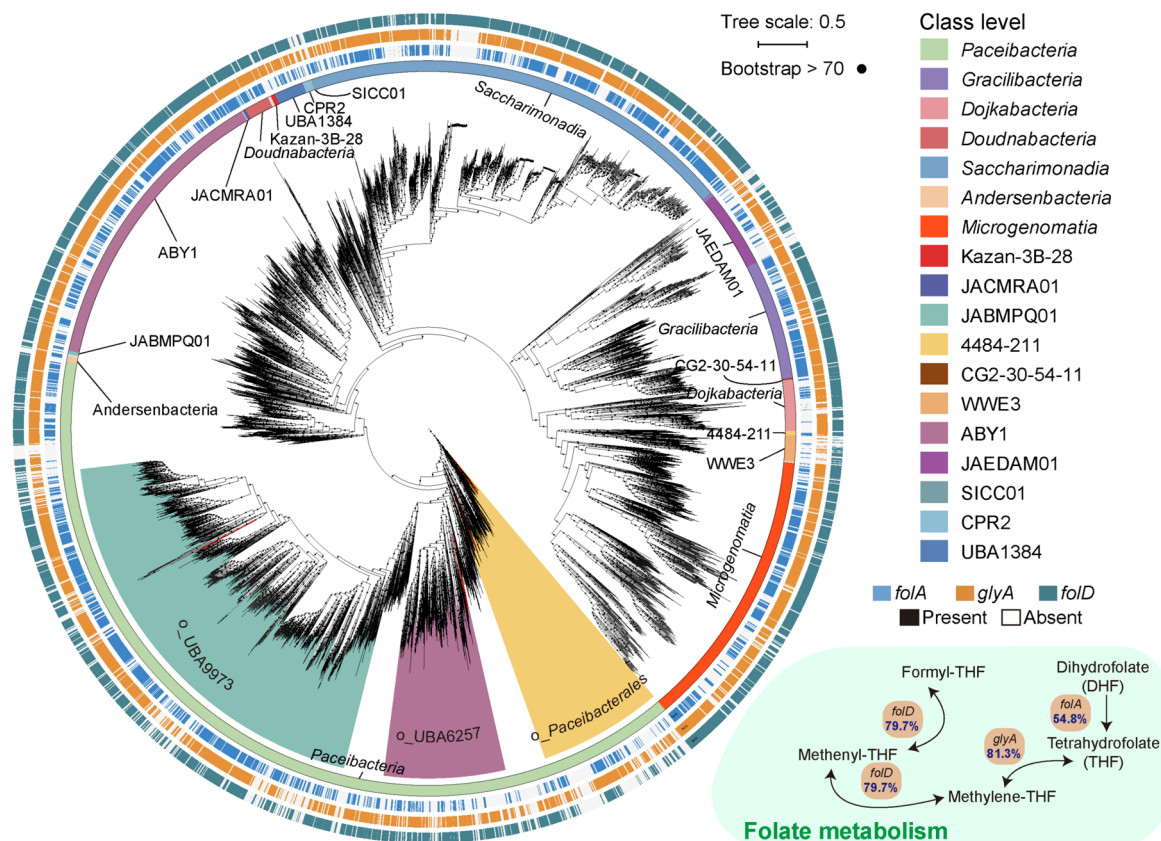 Tree scale: 0.5
Bootstrap > 70
Class level
Paceibacteria
Gracilibacteria
Dojkabacteria
Doudnabacteria
Saccharimonadia
Andersenbacteria
Microgenomatia
Kazan-3B-28
JACMRA01
JABMPQ01
4484-211
CG2-30-54-11
WWE3
ABY1
JAEDAM01
SICC01
CPR2
UBA1384
folA glyA folD
Present Absent
SICC01
CPR2
UBA1384
Kazan-3B-28
Doudnabacteria
JACMRA01
ABY1
JABMPQ01
Andersenbacteria
Saccharimonadia
JAEDAM01
Gracilibacteria
CG2-30-54-11
Dojkabacteria
4484-211
WWE3
Microgenomatia
o_UBA9973
Paceibacteria
o_UBA6257
o_Paceibacterales
Formyl-THF
Dihydrofolate
(DHF)
folD
79.7%
folA
54.8%
Methenyl-THF
glyA
81.3%
Tetrahydrofolate
(THF)
folD
79.7%
Methylene-THF
Folate metabolism